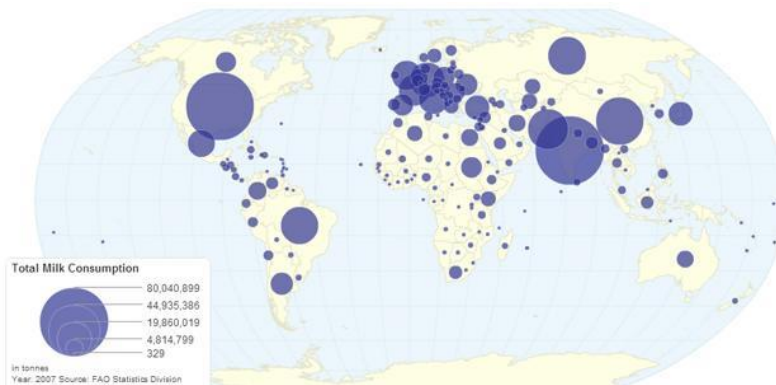 Total Milk Consumption
80,040,899
44,935,386
19,860,019
4,814,799
329
in tonnes
Year: 2007 Source: FAO Statistics Division